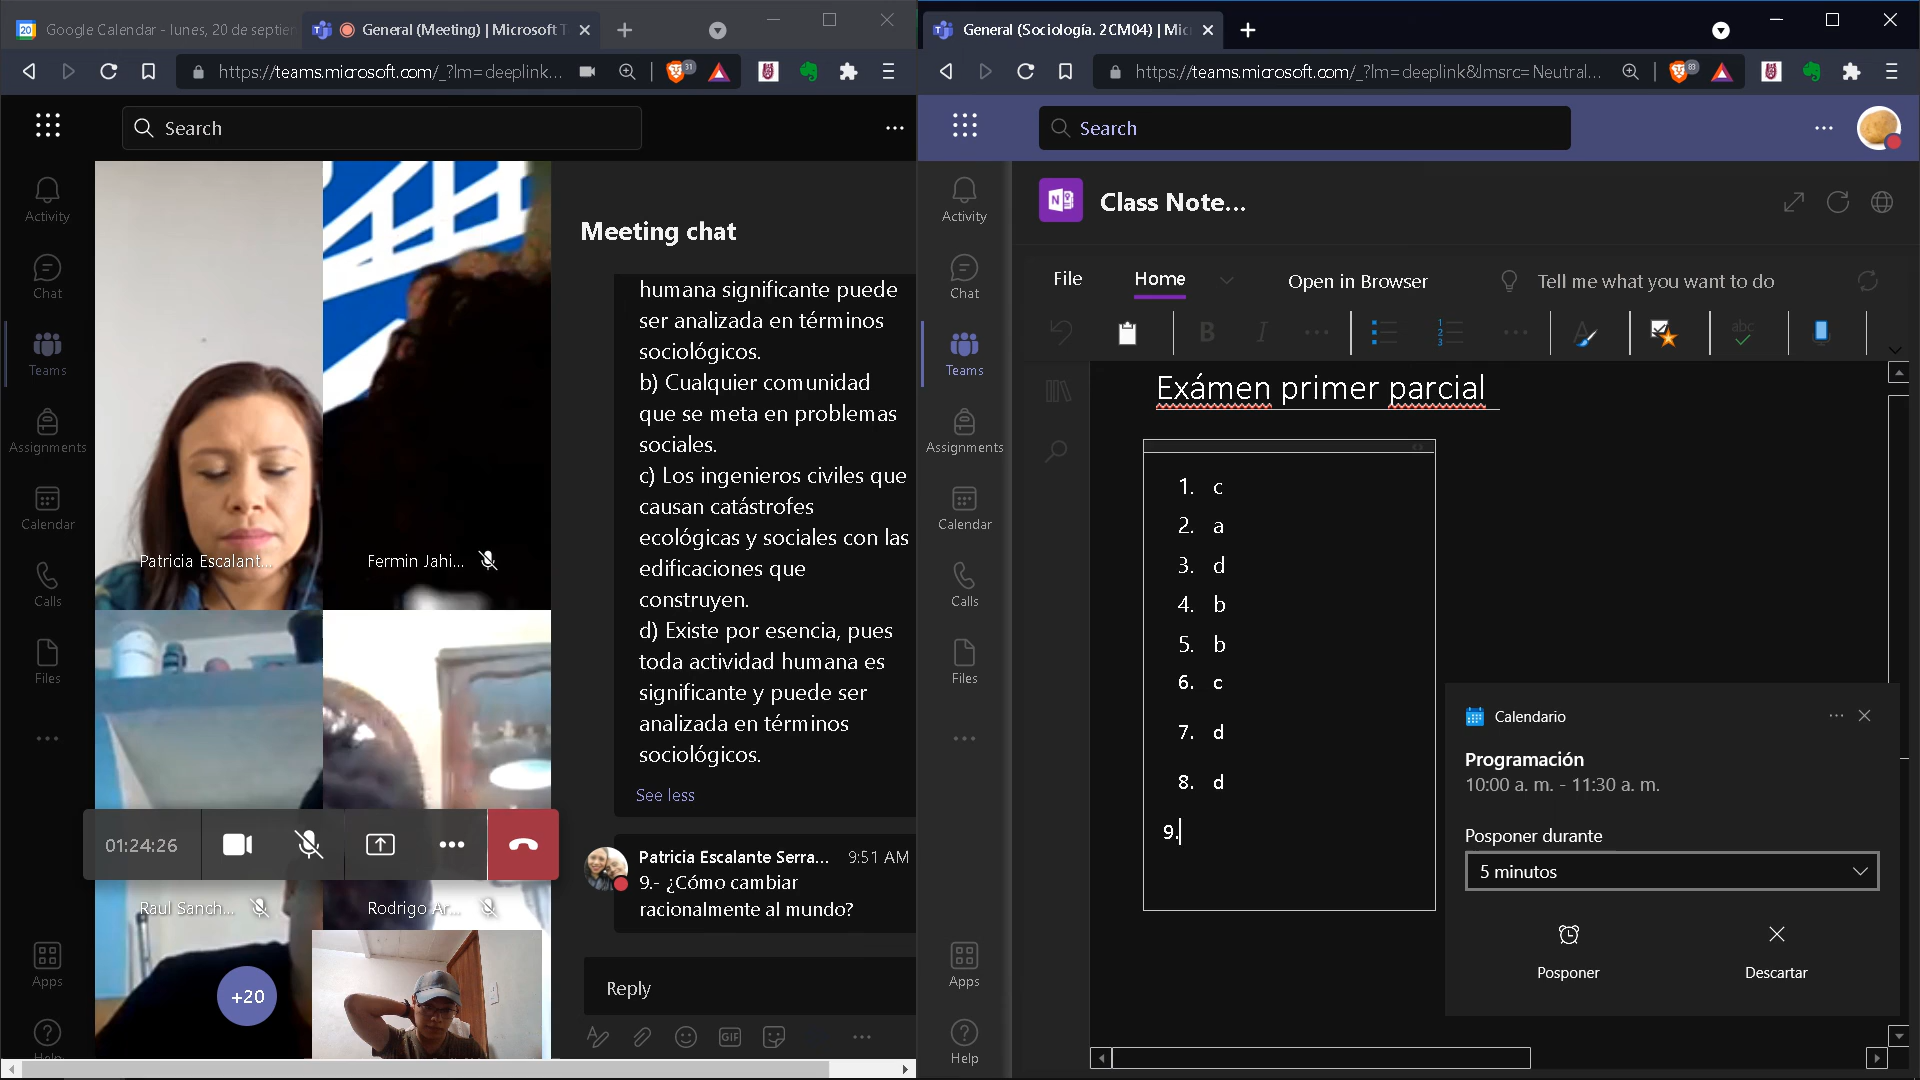 Google Calendar - lunes, 20 de septie
General (Meeting) | Microsoft T
General (Sociología. 2CM04) | Mic
https://teams.microsoft.com/_?lm=deeplink...
31
https://teams.microsoft.com/_?lm=deeplink&lmsrc=Neutral...
83
Search
Search
Activity
Chat
Teams
Assignments
Calendar
Calls
Files
Apps
Help
Patricia Escalant...
Fermin Jahi...
01:24:26
Raul Sanch...
Rodrigo Ar...
+20
Meeting chat
humana significante puede
ser analizada en términos
sociológicos.
b) Cualquier comunidad
que se meta en problemas
sociales.
c) Los ingenieros civiles que
causan catástrofes
ecológicas y sociales con las
edificaciones que
construyen.
d) Existe por esencia, pues
toda actividad humana es
significante y puede ser
analizada en términos
sociológicos.
See less
Patricia Escalante Serra... 9:51 AM
9.- ¿Cómo cambiar
racionalmente al mundo?
Reply
GIF
Activity
Chat
Teams
Assignments
Calendar
Calls
Files
Apps
Help
Class Note...
File
Home
Open in Browser
Tell me what you want to do
B I
abc
Exámen primer parcial
1. c
2. a
3. d
4. b
5. b
6. c
7. d
8. d
9.
Calendario
Programación
10:00 a. m. - 11:30 a. m.
Posponer durante
5 minutos
Posponer
Descartar